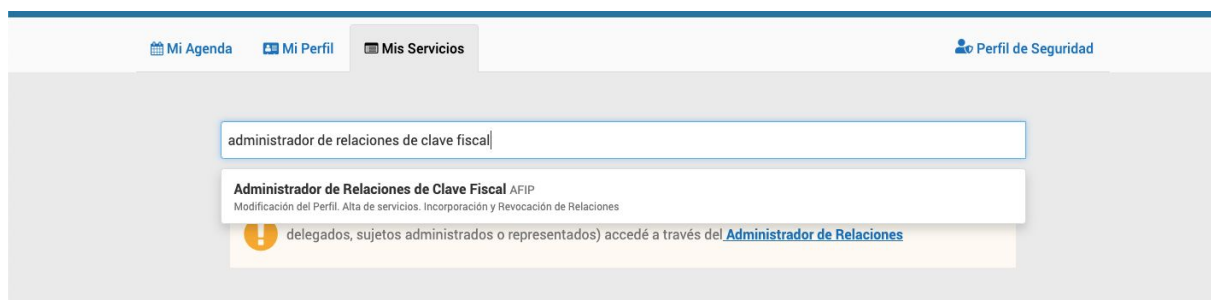 Mi Agenda Mi Perfil Mis Servicios Perfil de Seguridad
administrador de relaciones de clave fiscal
Administrador de Relaciones de Clave Fiscal AFIP
Modificación del Perfil. Alta de servicios. Incorporación y Revocación de Relaciones
delegados, sujetos administrados o representados) accedé a través del Administrador de Relaciones